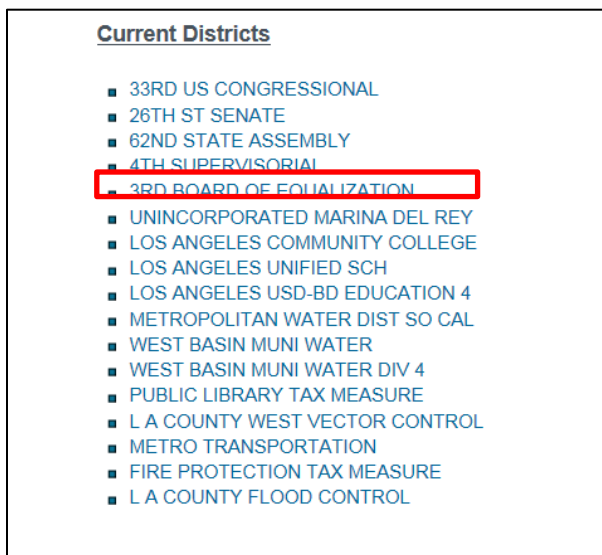 Current Districts
33RD US CONGRESSIONAL
26TH ST SENATE
62ND STATE ASSEMBLY
4TH SUPERVISORIAL
3RD BOARD OF EQUALIZATION
UNINCORPORATED MARINA DEL REY
LOS ANGELES COMMUNITY COLLEGE
LOS ANGELES UNIFIED SCH
LOS ANGELES USD-BD EDUCATION 4
METROPOLITAN WATER DIST SO CAL
WEST BASIN MUNI WATER
WEST BASIN MUNI WATER DIV 4
PUBLIC LIBRARY TAX MEASURE
L A COUNTY WEST VECTOR CONTROL
METRO TRANSPORTATION
FIRE PROTECTION TAX MEASURE
L A COUNTY FLOOD CONTROL